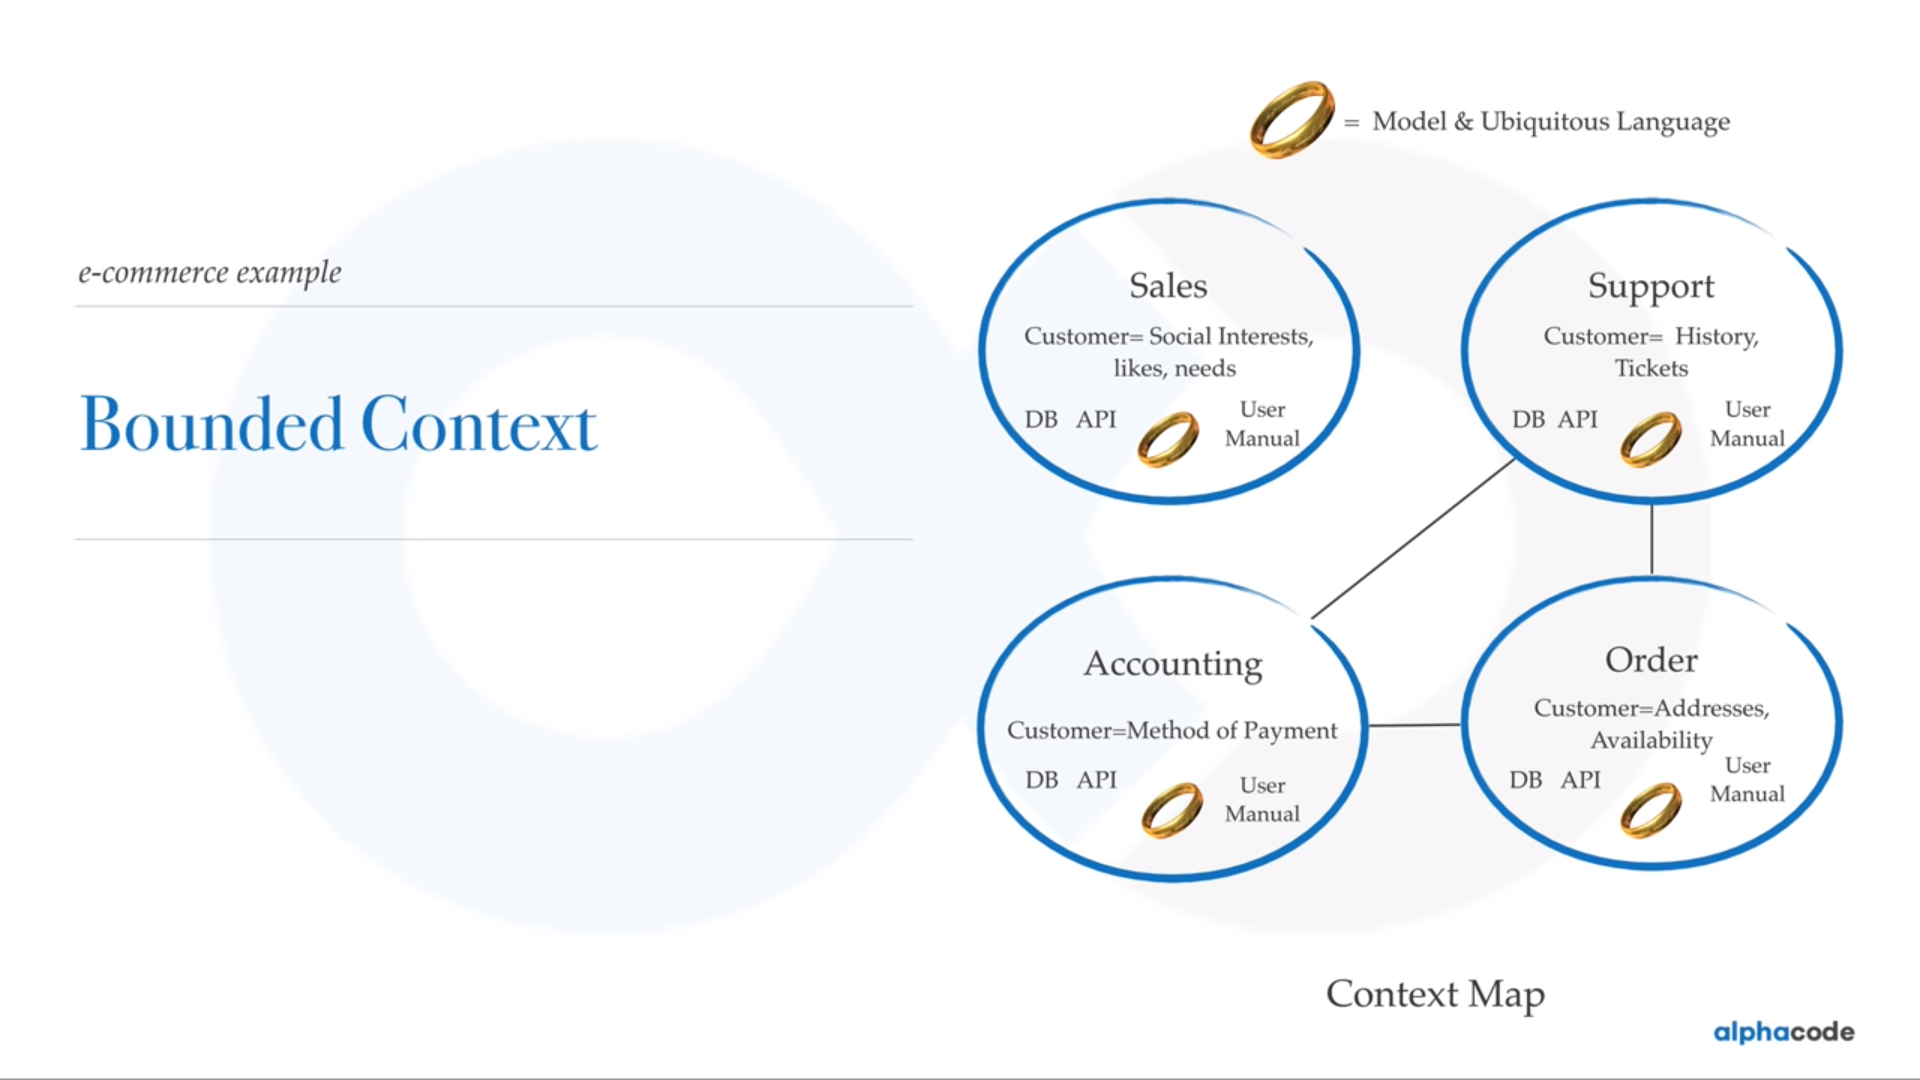 = Model & Ubiquitous Language
e-commerce example
Bounded Context
Sales
Customer= Social Interests,
likes, needs
DB API
User
Manual
Support
Customer= History,
Tickets
DB API
User
Manual
Accounting
Customer=Method of Payment
DB API
User
Manual
Order
Customer=Addresses,
Availability
DB API
User
Manual
Context Map
alphacode